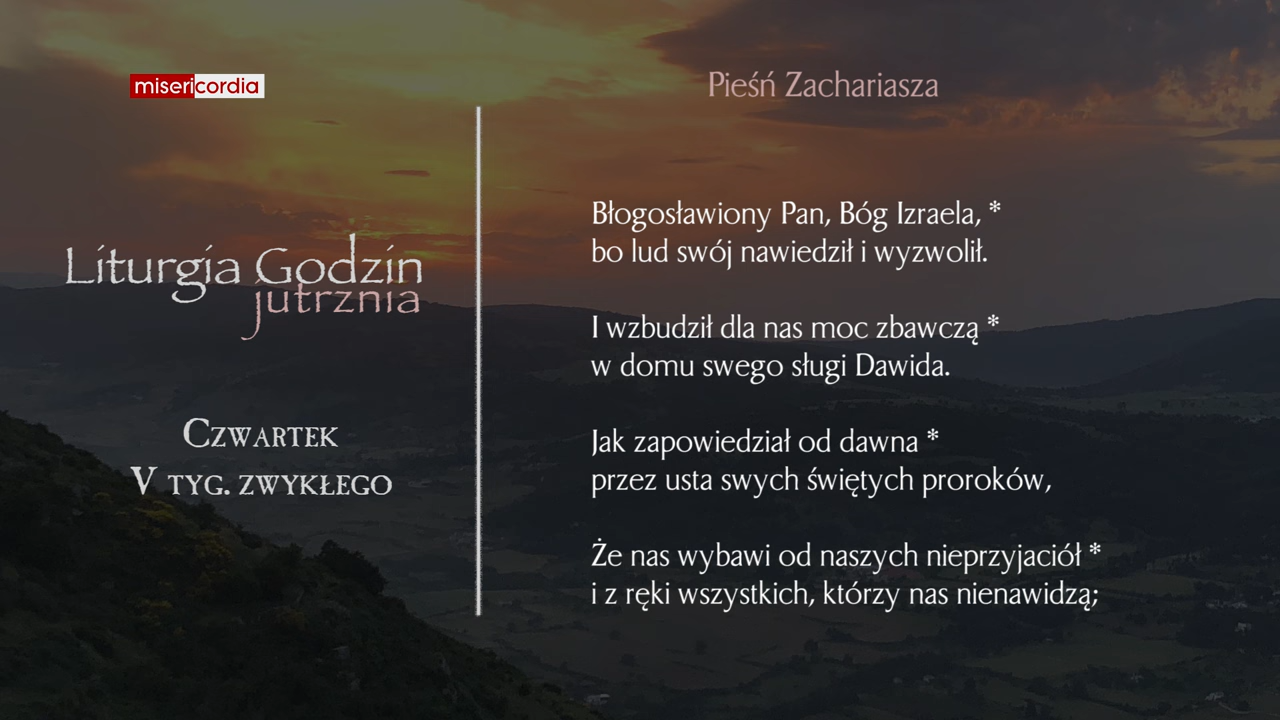 misericordia
Liturgia Godzin
jutrznia
Czwartek
V tyg. zwykłego
Pieśń Zachariasza
Błogosławiony Pan, Bóg Izraela, *
bo lud swój nawiedził i wyzwolił.
I wzbudził dla nas moc zbawczą *
w domu swego sługi Dawida.
Jak zapowiedział od dawna *
przez usta swych świętych proroków,
Że nas wybawi od naszych nieprzyjaciół *
i z ręki wszystkich, którzy nas nienawidzą;